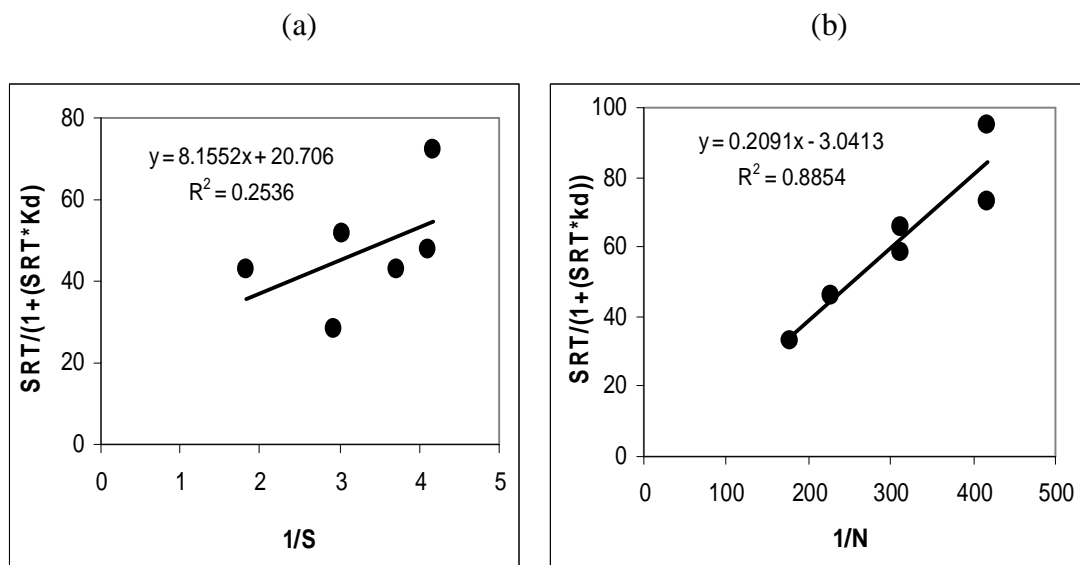 (a)
80
60
40
20
0
0 1 2 3 4 5
SRT/(1+(SRT*Kd)
1/S
y = 8.1552x + 20.706
R² = 0.2536
(b)
100
80
60
40
20
0
0 100 200 300 400 500
SRT/(1+(SRT*kd))
1/N
y = 0.2091x - 3.0413
R² = 0.8854